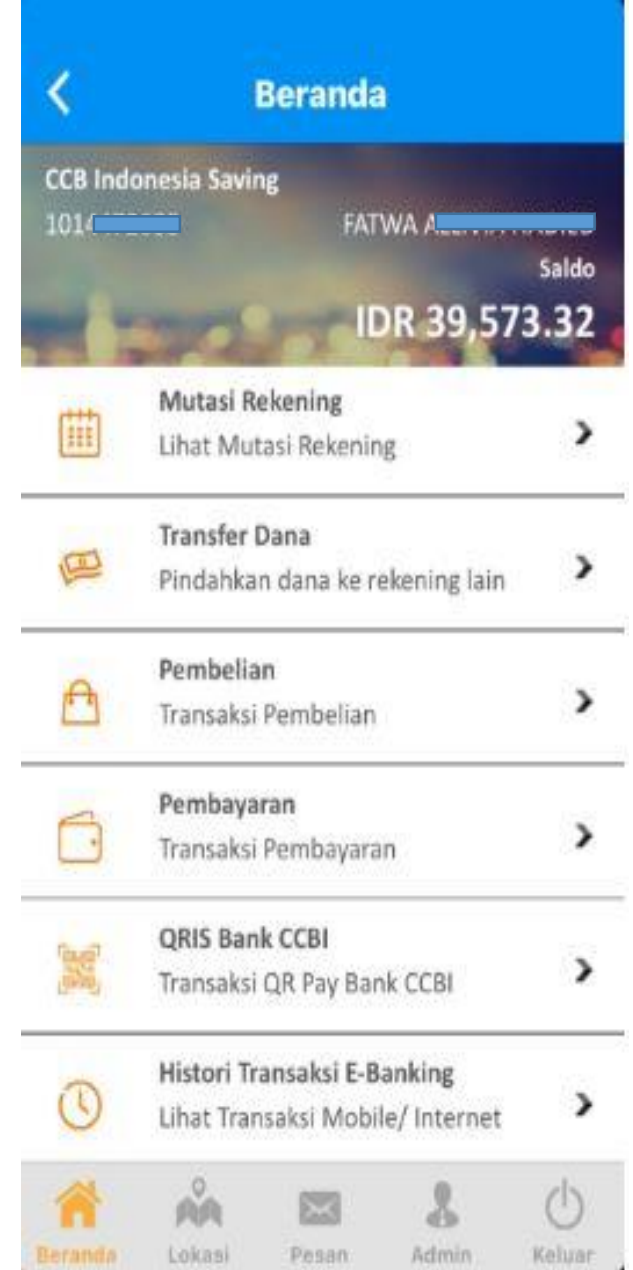 Beranda
CCB Indonesia Saving
FATWA
Saldo
IDR 39,573.32
Mutasi Rekening
Lihat Mutasi Rekening
Transfer Dana
Pindahkan dana ke rekening lain
Pembelian
Transaksi Pembelian
Pembayaran
Transaksi Pembayaran
QRIS Bank CCBI
Transaksi QR Pay Bank CCBI
Histori Transaksi E-Banking
Lihat Transaksi Mobile/ Internet
Beranda Lokasi Pesan Admin Keluar